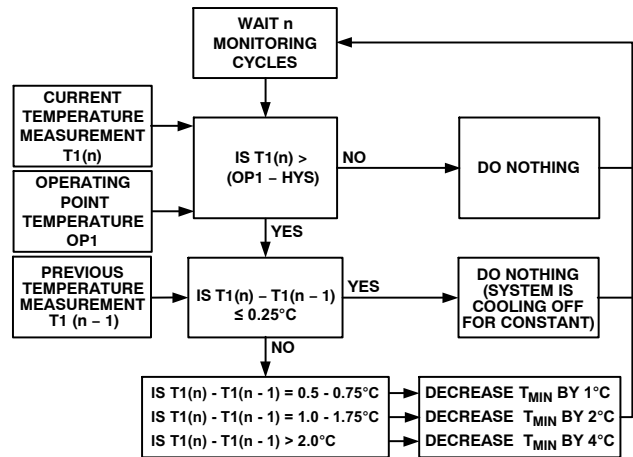 WAIT n
MONITORING
CYCLES
CURRENT
TEMPERATURE
MEASUREMENT
T1(n)
IS T1(n) >
(OP1 – HYS)
NO
DO NOTHING
OPERATING
POINT
TEMPERATURE
OP1
YES
PREVIOUS
TEMPERATURE
MEASUREMENT
T1 (n – 1)
IS T1(n) – T1(n – 1)
≤ 0.25°C
YES
DO NOTHING
(SYSTEM IS
COOLING OFF
FOR CONSTANT)
NO
IS T1(n) - T1(n - 1) = 0.5 - 0.75°C
DECREASE TMIN BY 1°C
IS T1(n) - T1(n - 1) = 1.0 - 1.75°C
DECREASE TMIN BY 2°C
IS T1(n) - T1(n - 1) > 2.0°C
DECREASE TMIN BY 4°C